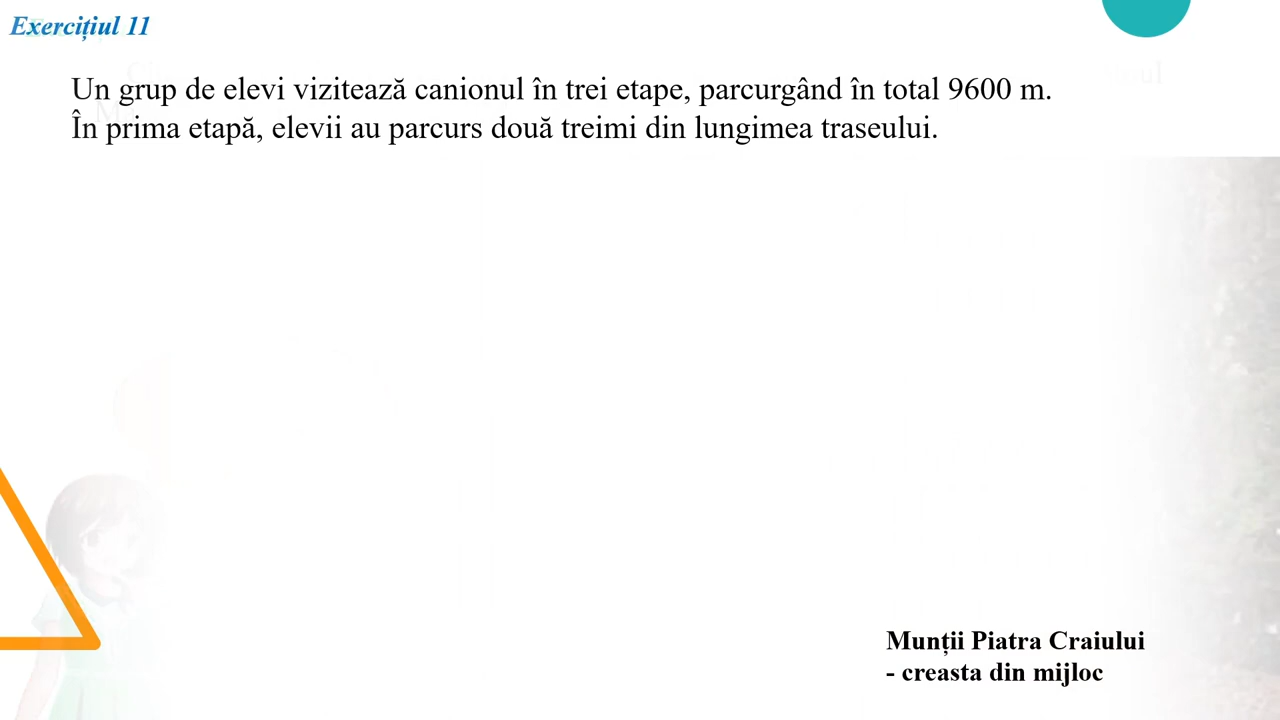 Exercițiul 11
Un grup de elevi vizitează canionul în trei etape, parcurgând în total 9600 m.
În prima etapă, elevii au parcurs două treimi din lungimea traseului.
Munții Piatra Craiului
- creasta din mijloc